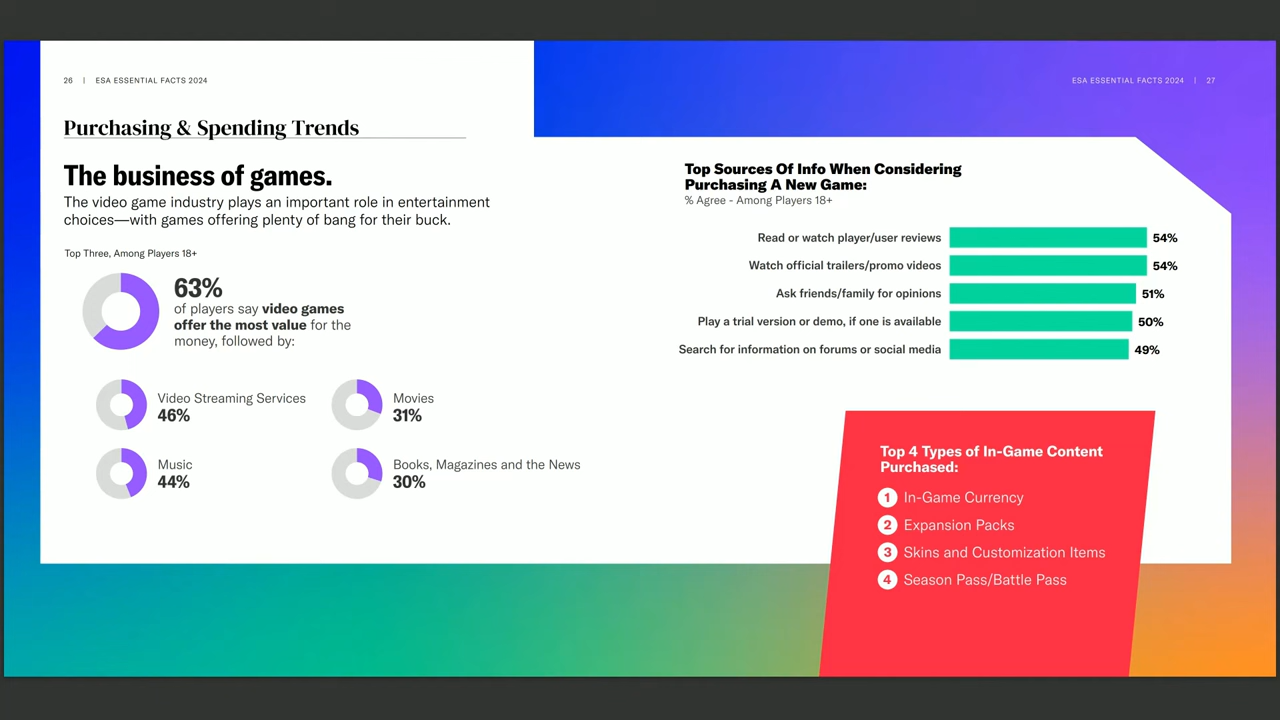 26 | ESA ESSENTIAL FACTS 2024
Purchasing & Spending Trends
The business of games.
The video game industry plays an important role in entertainment
choices—with games offering plenty of bang for their buck.
Top Three, Among Players 18+
63%
of players say video games
offer the most value for the
money, followed by:
Video Streaming Services
46%
Movies
31%
Music
44%
Books, Magazines and the News
30%
ESA ESSENTIAL FACTS 2024 | 27
Top Sources Of Info When Considering
Purchasing A New Game:
% Agree - Among Players 18+
Read or watch player/user reviews 54%
Watch official trailers/promo videos 54%
Ask friends/family for opinions 51%
Play a trial version or demo, if one is available 50%
Search for information on forums or social media 49%
Top 4 Types of In-Game Content
Purchased:
1 In-Game Currency
2 Expansion Packs
3 Skins and Customization Items
4 Season Pass/Battle Pass